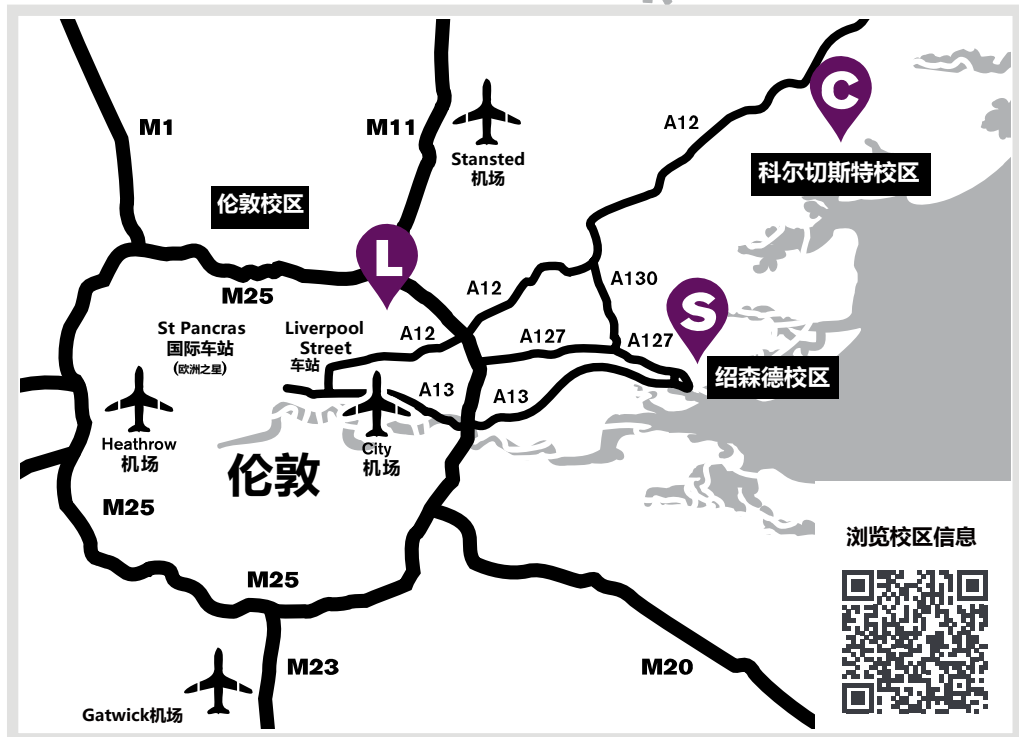 M1
M11
Stansted
机场
A12
C
科尔切斯特校区
伦敦校区
L
M25
A12
A130
S
St Pancras
国际车站
(欧洲之星)
Liverpool
Street
车站
A12
A127
A127
绍森德校区
A13
A13
Heathrow
机场
City
机场
伦敦
M25
浏览校区信息
M25
M23
M20
Gatwick机场